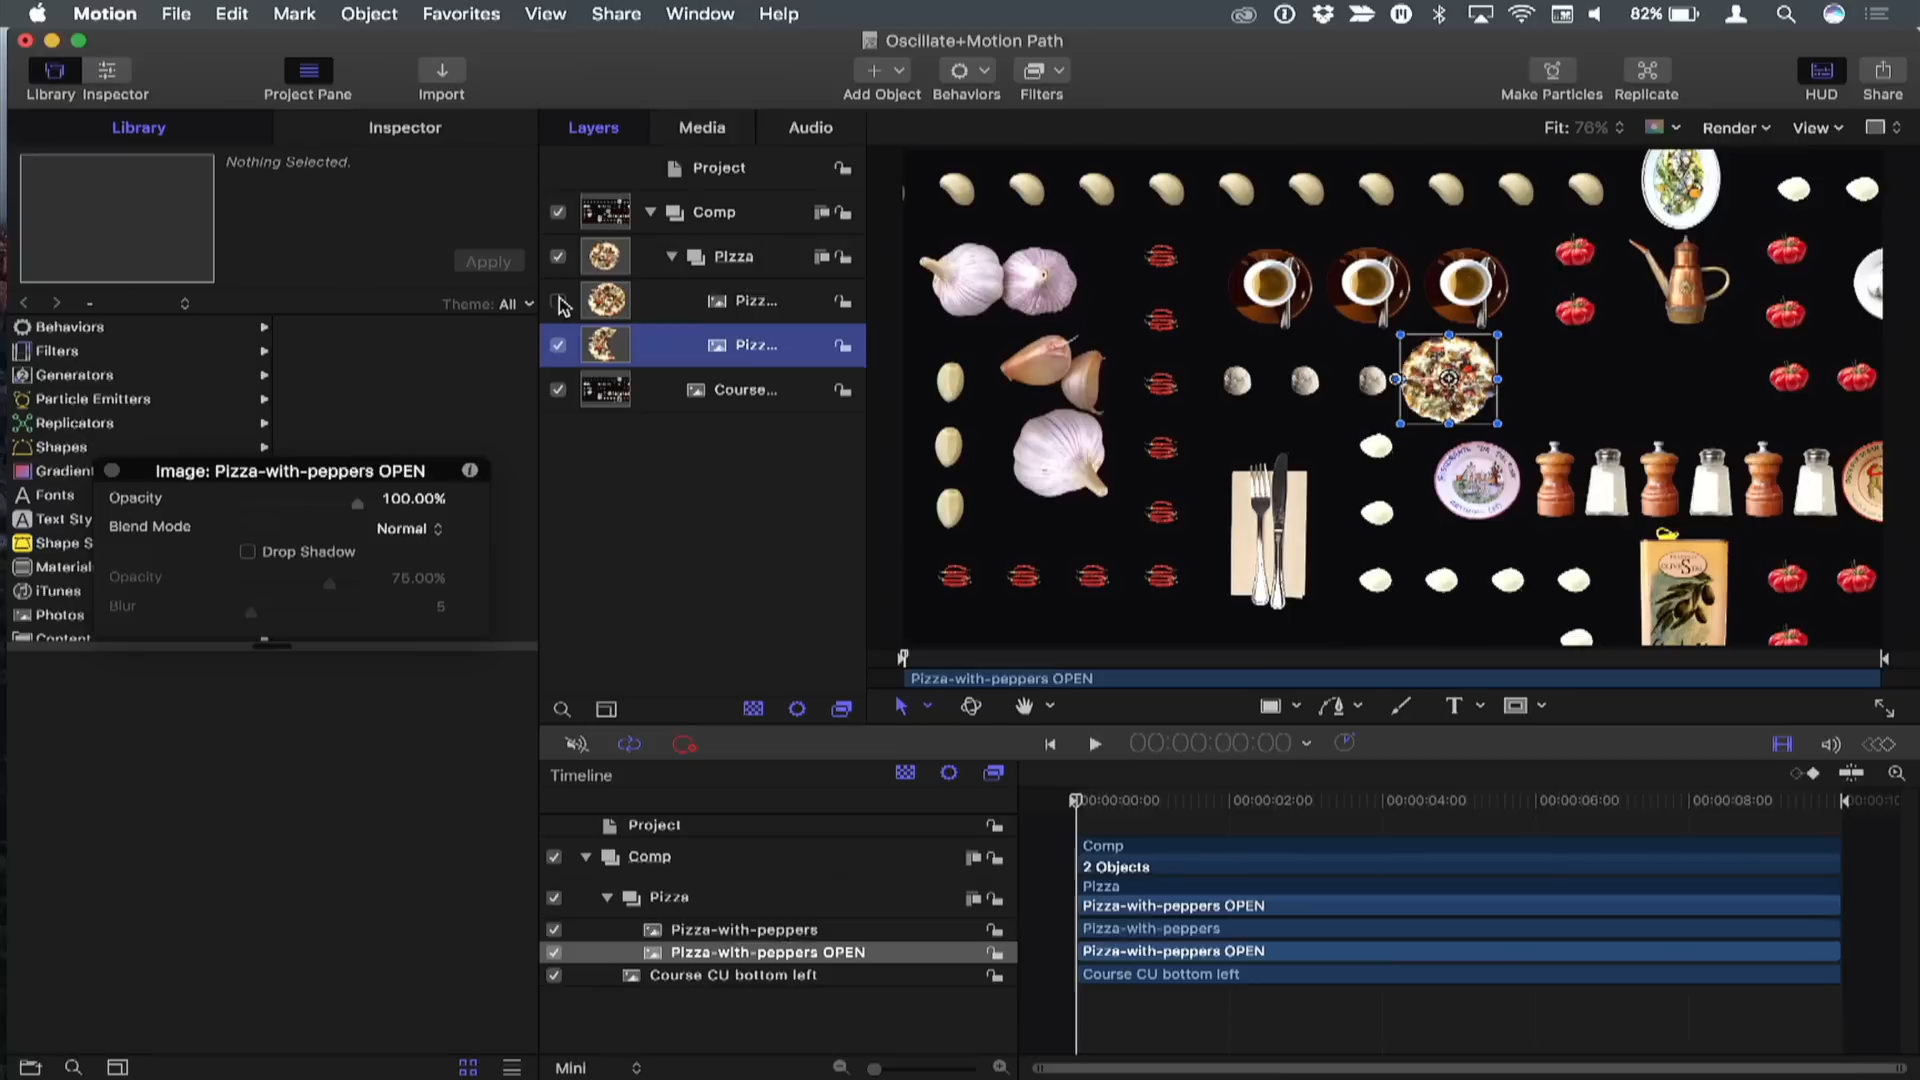 Motion File Edit Mark Object Favorites View Share Window Help 82%
Oscillate+Motion Path
Library Inspector Project Pane Import Add Object Behaviors Filters Make Particles Replicate HUD Share
Library Inspector Layers Media Audio Fit: 76% Render View
Nothing Selected.
Apply
Theme: All
Behaviors
Filters
Generators
Particle Emitters
Replicators
Shapes
Gradien
Fonts
Text Sty
Shape S
Material
iTunes
Photos
Content
Image: Pizza-with-peppers OPEN
Opacity 100.00%
Blend Mode Normal
Drop Shadow
Opacity 75.00%
Blur 5
Project
Comp
Pizza
Pizz...
Pizz...
Course...
Pizza-with-peppers OPEN
T
00:00:00:00
Timeline
00:00:00:00 00:00:02:00 00:00:04:00 00:00:06:00 00:00:08:00
Project
Comp
Pizza
Pizza-with-peppers
Pizza-with-peppers OPEN
Course CU bottom left
Comp
2 Objects
Pizza
Pizza-with-peppers OPEN
Pizza-with-peppers
Pizza-with-peppers OPEN
Course CU bottom left
Mini